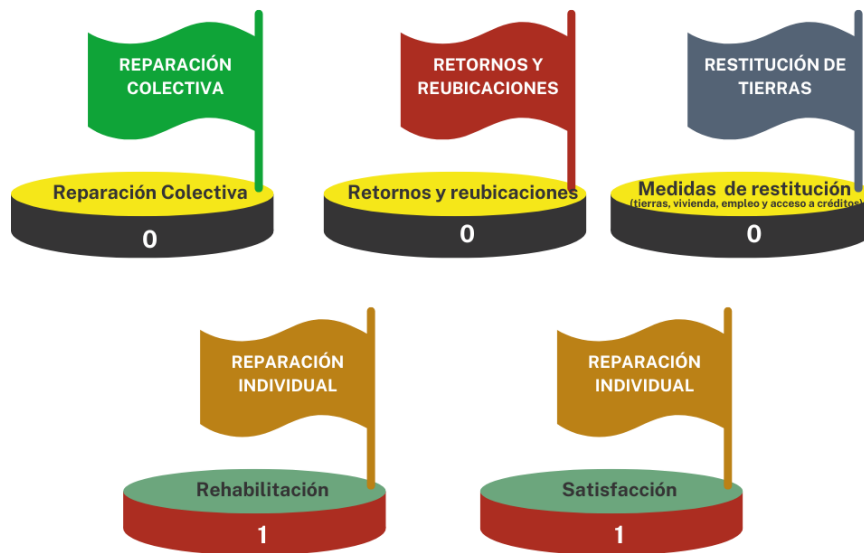 REPARACIÓN
COLECTIVA
RETORNOS Y
REUBICACIONES
RESTITUCIÓN DE
TIERRAS
Reparación Colectiva
Retornos y reubicaciones
Medidas de restitución
(tierras, vivienda, empleo y acceso a créditos)
0
0
0
REPARACIÓN
INDIVIDUAL
REPARACIÓN
INDIVIDUAL
Rehabilitación
Satisfacción
1
1